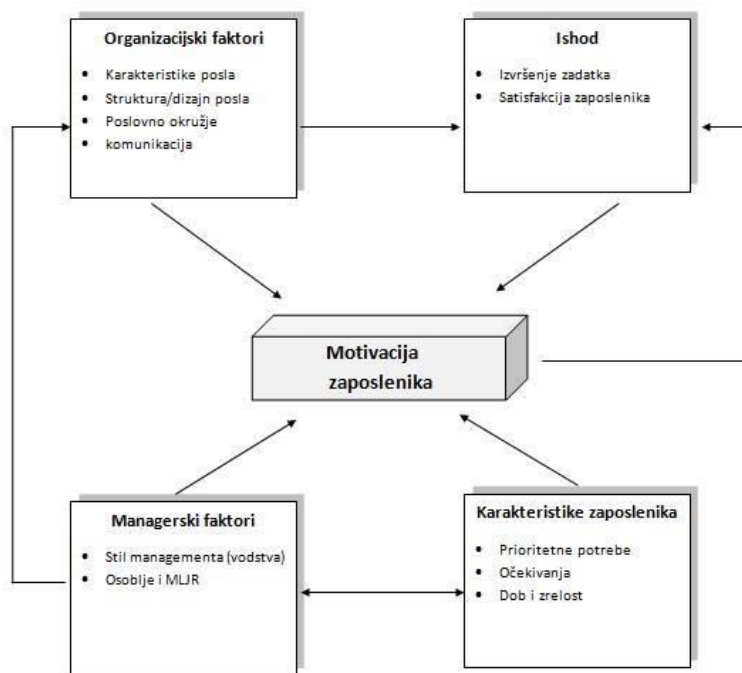 Organizacijski faktori
Karakteristike posla
Struktura/dizajn posla
Poslovno okružje
komunikacija
Ishod
Izvršenje zadatka
Satisfakcija zaposlenika
Motivacija
zaposlenika
Managerski faktori
Stil managementa (vodstva)
Osoblje i MLJR
Karakteristike zaposlenika
Prioritetne potrebe
Očekivanja
Dob i zrelost